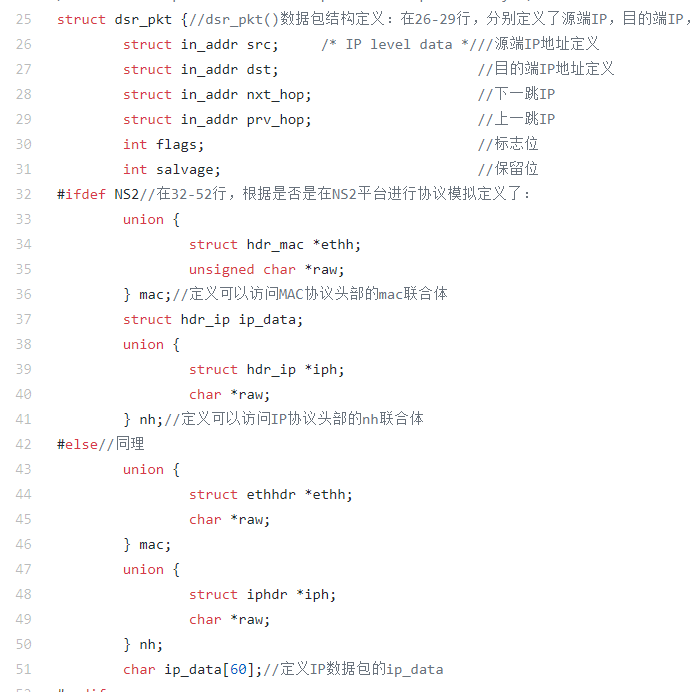 25 struct dsr_pkt {//dsr_pkt()数据包结构定义：在26-29行，分别定义了源端IP，目的端IP，
26 struct in_addr src; /* IP level data *///源端IP地址定义
27 struct in_addr dst; //目的端IP地址定义
28 struct in_addr nxt_hop; //下一跳IP
29 struct in_addr prv_hop; //上一跳IP
30 int flags; //标志位
31 int salvage; //保留位
32 #ifdef NS2//在32-52行，根据是否是在NS2平台进行协议模拟定义了：
33 union {
34 struct hdr_mac *ethh;
35 unsigned char *raw;
36 } mac;//定义可以访问MAC协议头部的mac联合体
37 struct hdr_ip ip_data;
38 union {
39 struct hdr_ip *iph;
40 char *raw;
41 } nh;//定义可以访问IP协议头部的nh联合体
42 #else//同理
43 union {
44 struct ethhdr *ethh;
45 char *raw;
46 } mac;
47 union {
48 struct iphdr *iph;
49 char *raw;
50 } nh;
51 char ip_data[60];//定义IP数据包的ip_data